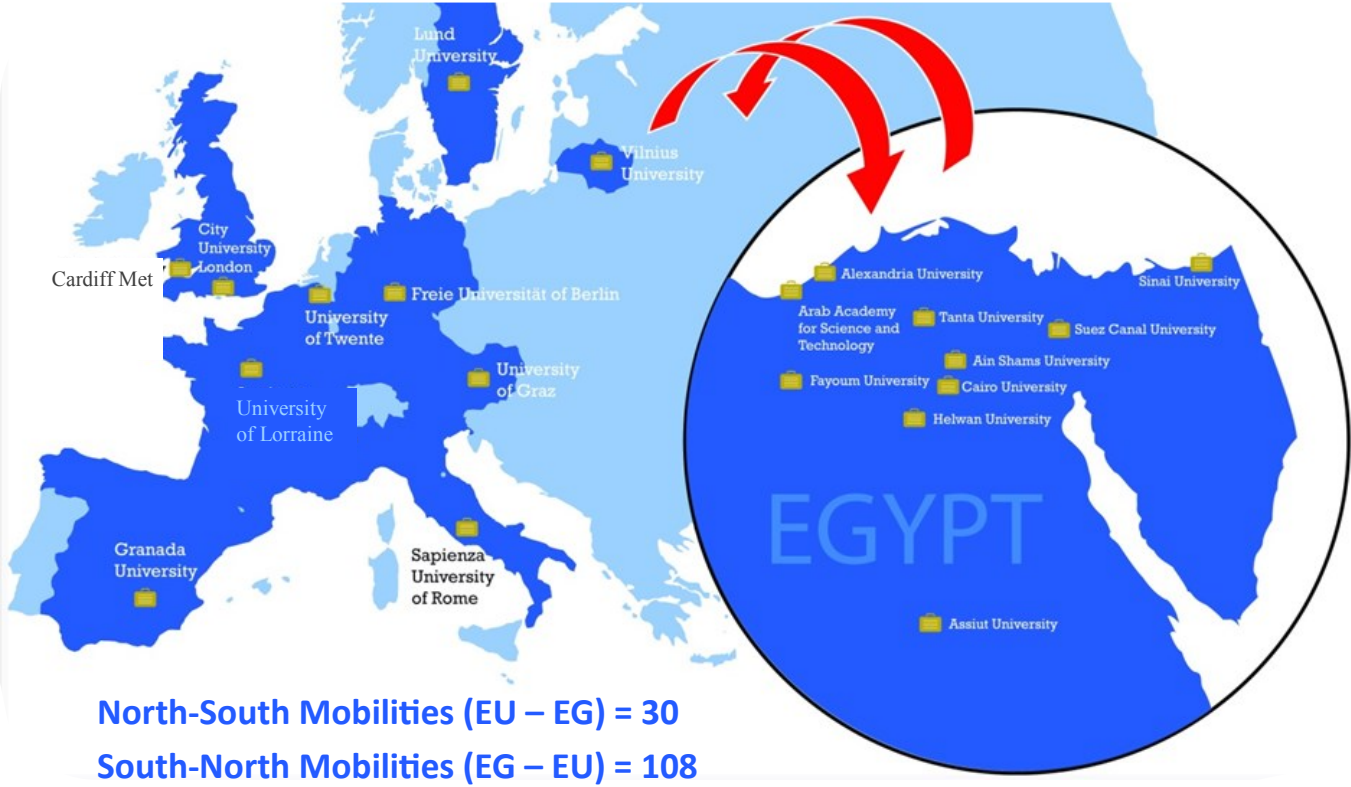 Lund
University
Vilnius
University
City
University
London
Cardiff Met
University
of Twente
Freie Universität of Berlin
University
of Graz
University
of Lorraine
Granada
University
Sapienza
University
of Rome
Alexandria University
Sinai University
Arab Academy
for Science and
Technology
Tanta University
Suez Canal University
Ain Shams University
Fayoum University
Cairo University
Helwan University
EGYPT
Assiut University
North-South Mobilities (EU – EG) = 30
South-North Mobilities (EG – EU) = 108